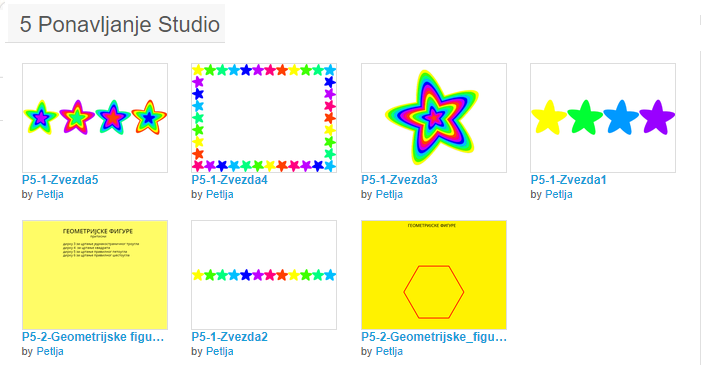 5 Ponavljanje Studio
P5-1-Zvezda5
by Petlja
P5-1-Zvezda4
by Petlja
P5-1-Zvezda3
by Petlja
P5-1-Zvezda1
by Petlja
ГЕОМЕТРИЈСКЕ ФИГУРЕ
P5-2-Geometrijske figu...
by Petlja
P5-1-Zvezda2
by Petlja
ГЕОМЕТРИЈСКЕ ФИГУРЕ
P5-2-Geometrijske_figu...
by Petlja